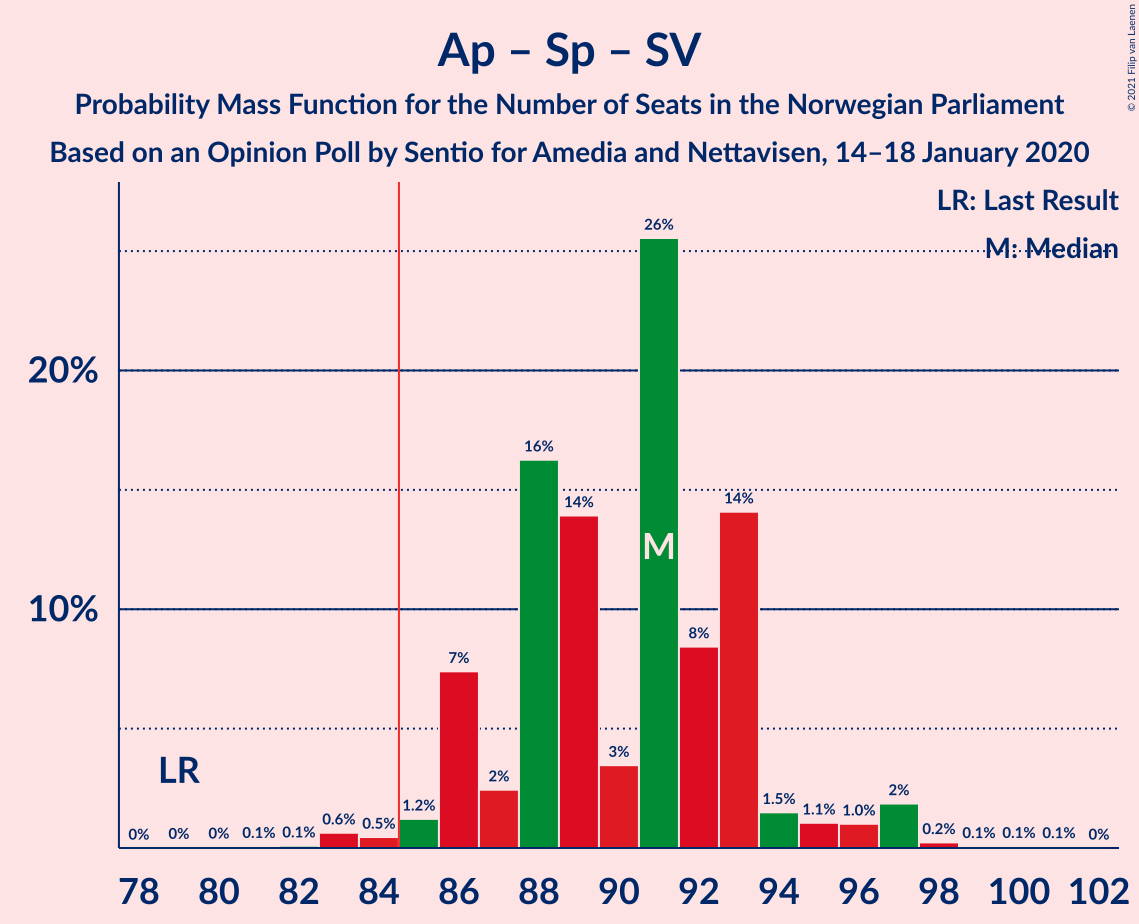 Ap – Sp – SV
Probability Mass Function for the Number of Seats in the Norwegian Parliament
Based on an Opinion Poll by Sentio for Amedia and Nettavisen, 14–18 January 2020
© 2021 Filip van Laenen
LR: Last Result
M: Median
20%
10%
0% 0% 0% 0.1% 0.1% 0.6% 0.5% 1.2% 7% 2% 16% 14% 3% 26% 8% 14% 1.5% 1.1% 1.0% 2% 0.2% 0.1% 0.1% 0.1% 0%
M
LR
78 80 82 84 86 88 90 92 94 96 98 100 102